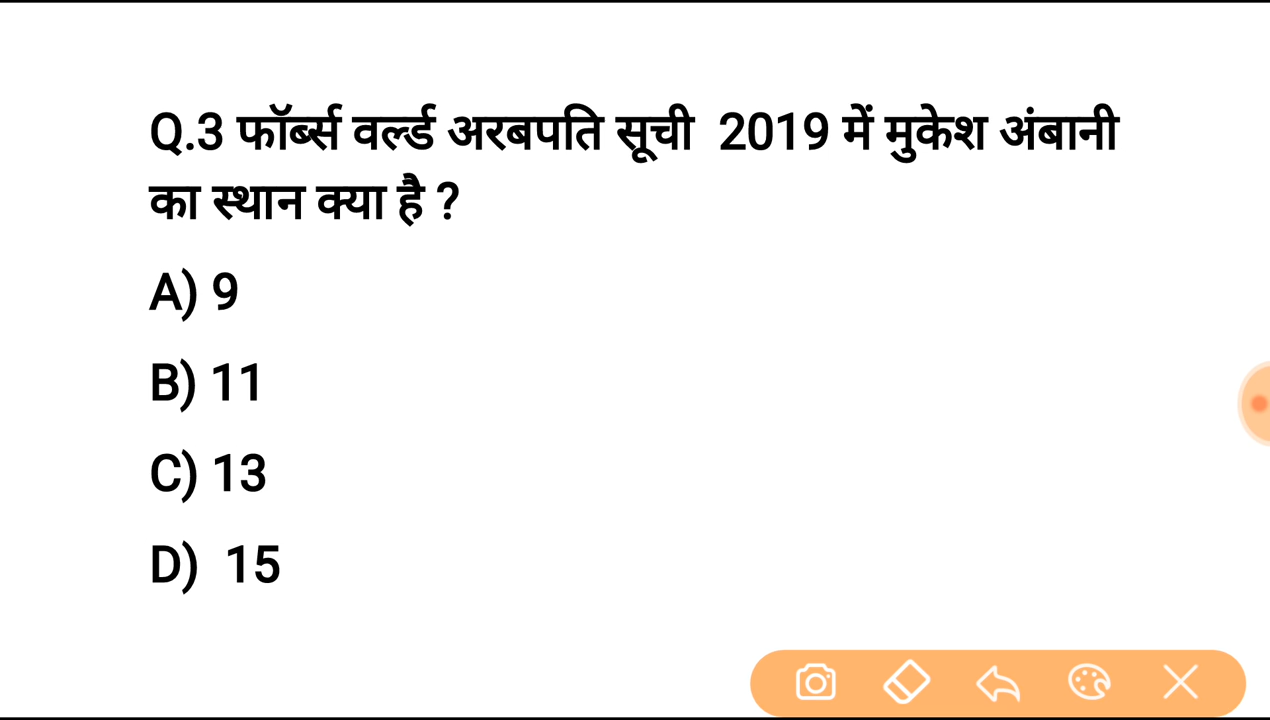 Q.3 फॉर्ब्स वर्ल्ड अरबपति सूची 2019 में मुकेश अंबानी
का स्थान क्या है ?
A) 9
B) 11
C) 13
D) 15